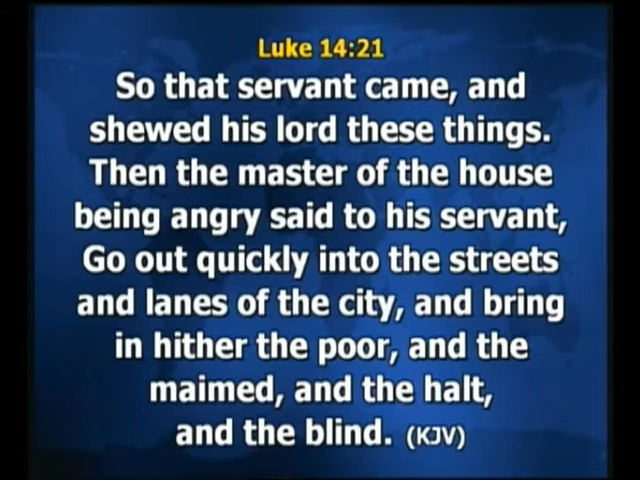 Luke 14:21
So that servant came, and
shewed his lord these things.
Then the master of the house
being angry said to his servant,
Go out quickly into the streets
and lanes of the city, and bring
in hither the poor, and the
maimed, and the halt,
and the blind. (KJV)